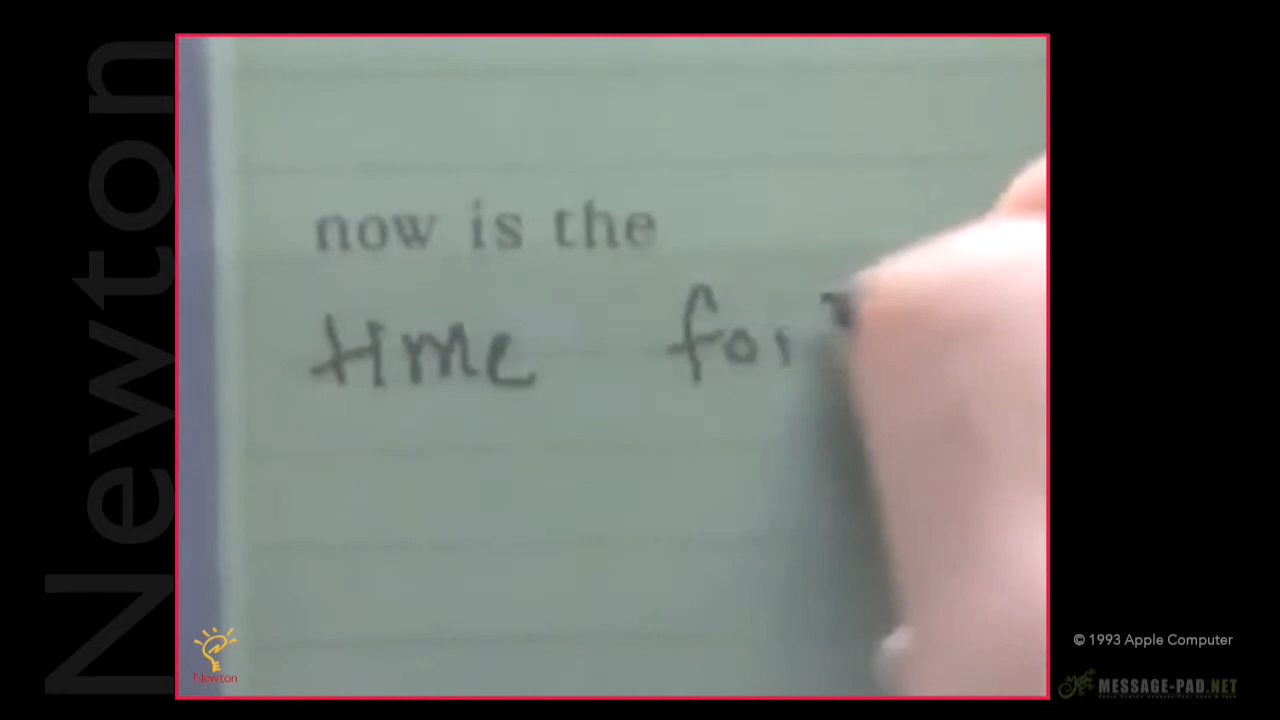 Newton
now is the
time for
Newton
© 1993 Apple Computer
MESSAGE-PAD.NET